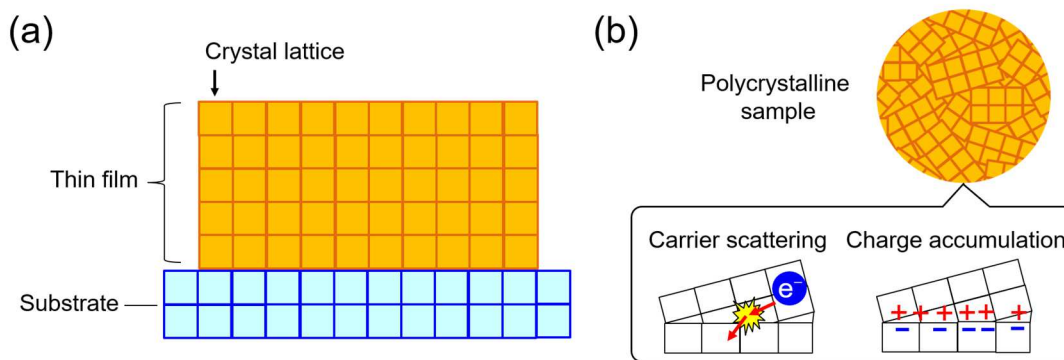 (a)
Crystal lattice
Thin film
Substrate
(b)
Polycrystalline
sample
Carrier scattering
Charge accumulation
e⁻
+ + + + + +
− − − − −